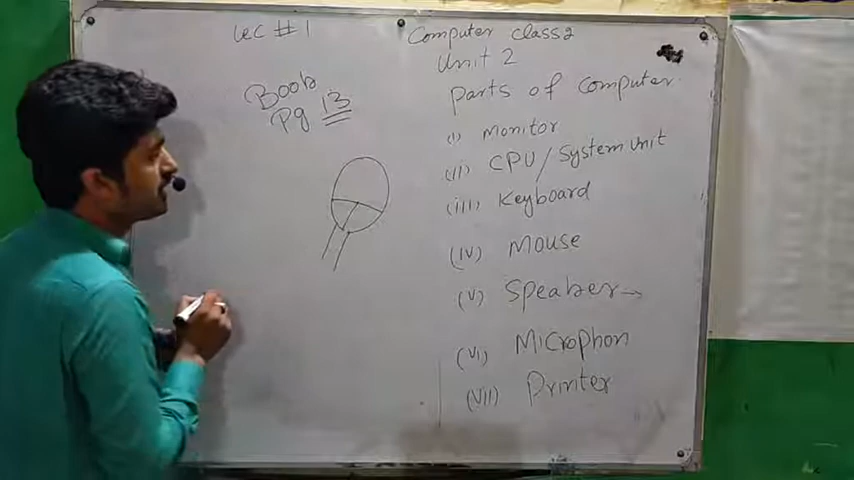 Lec #1
Computer Class 2
Unit 2
Book
Pg 13
Parts of Computer
(i) Monitor
(ii) CPU / System Unit
(iii) Keyboard
(iv) Mouse
(v) Speaker →
(vi) Microphon
(vii) Printer